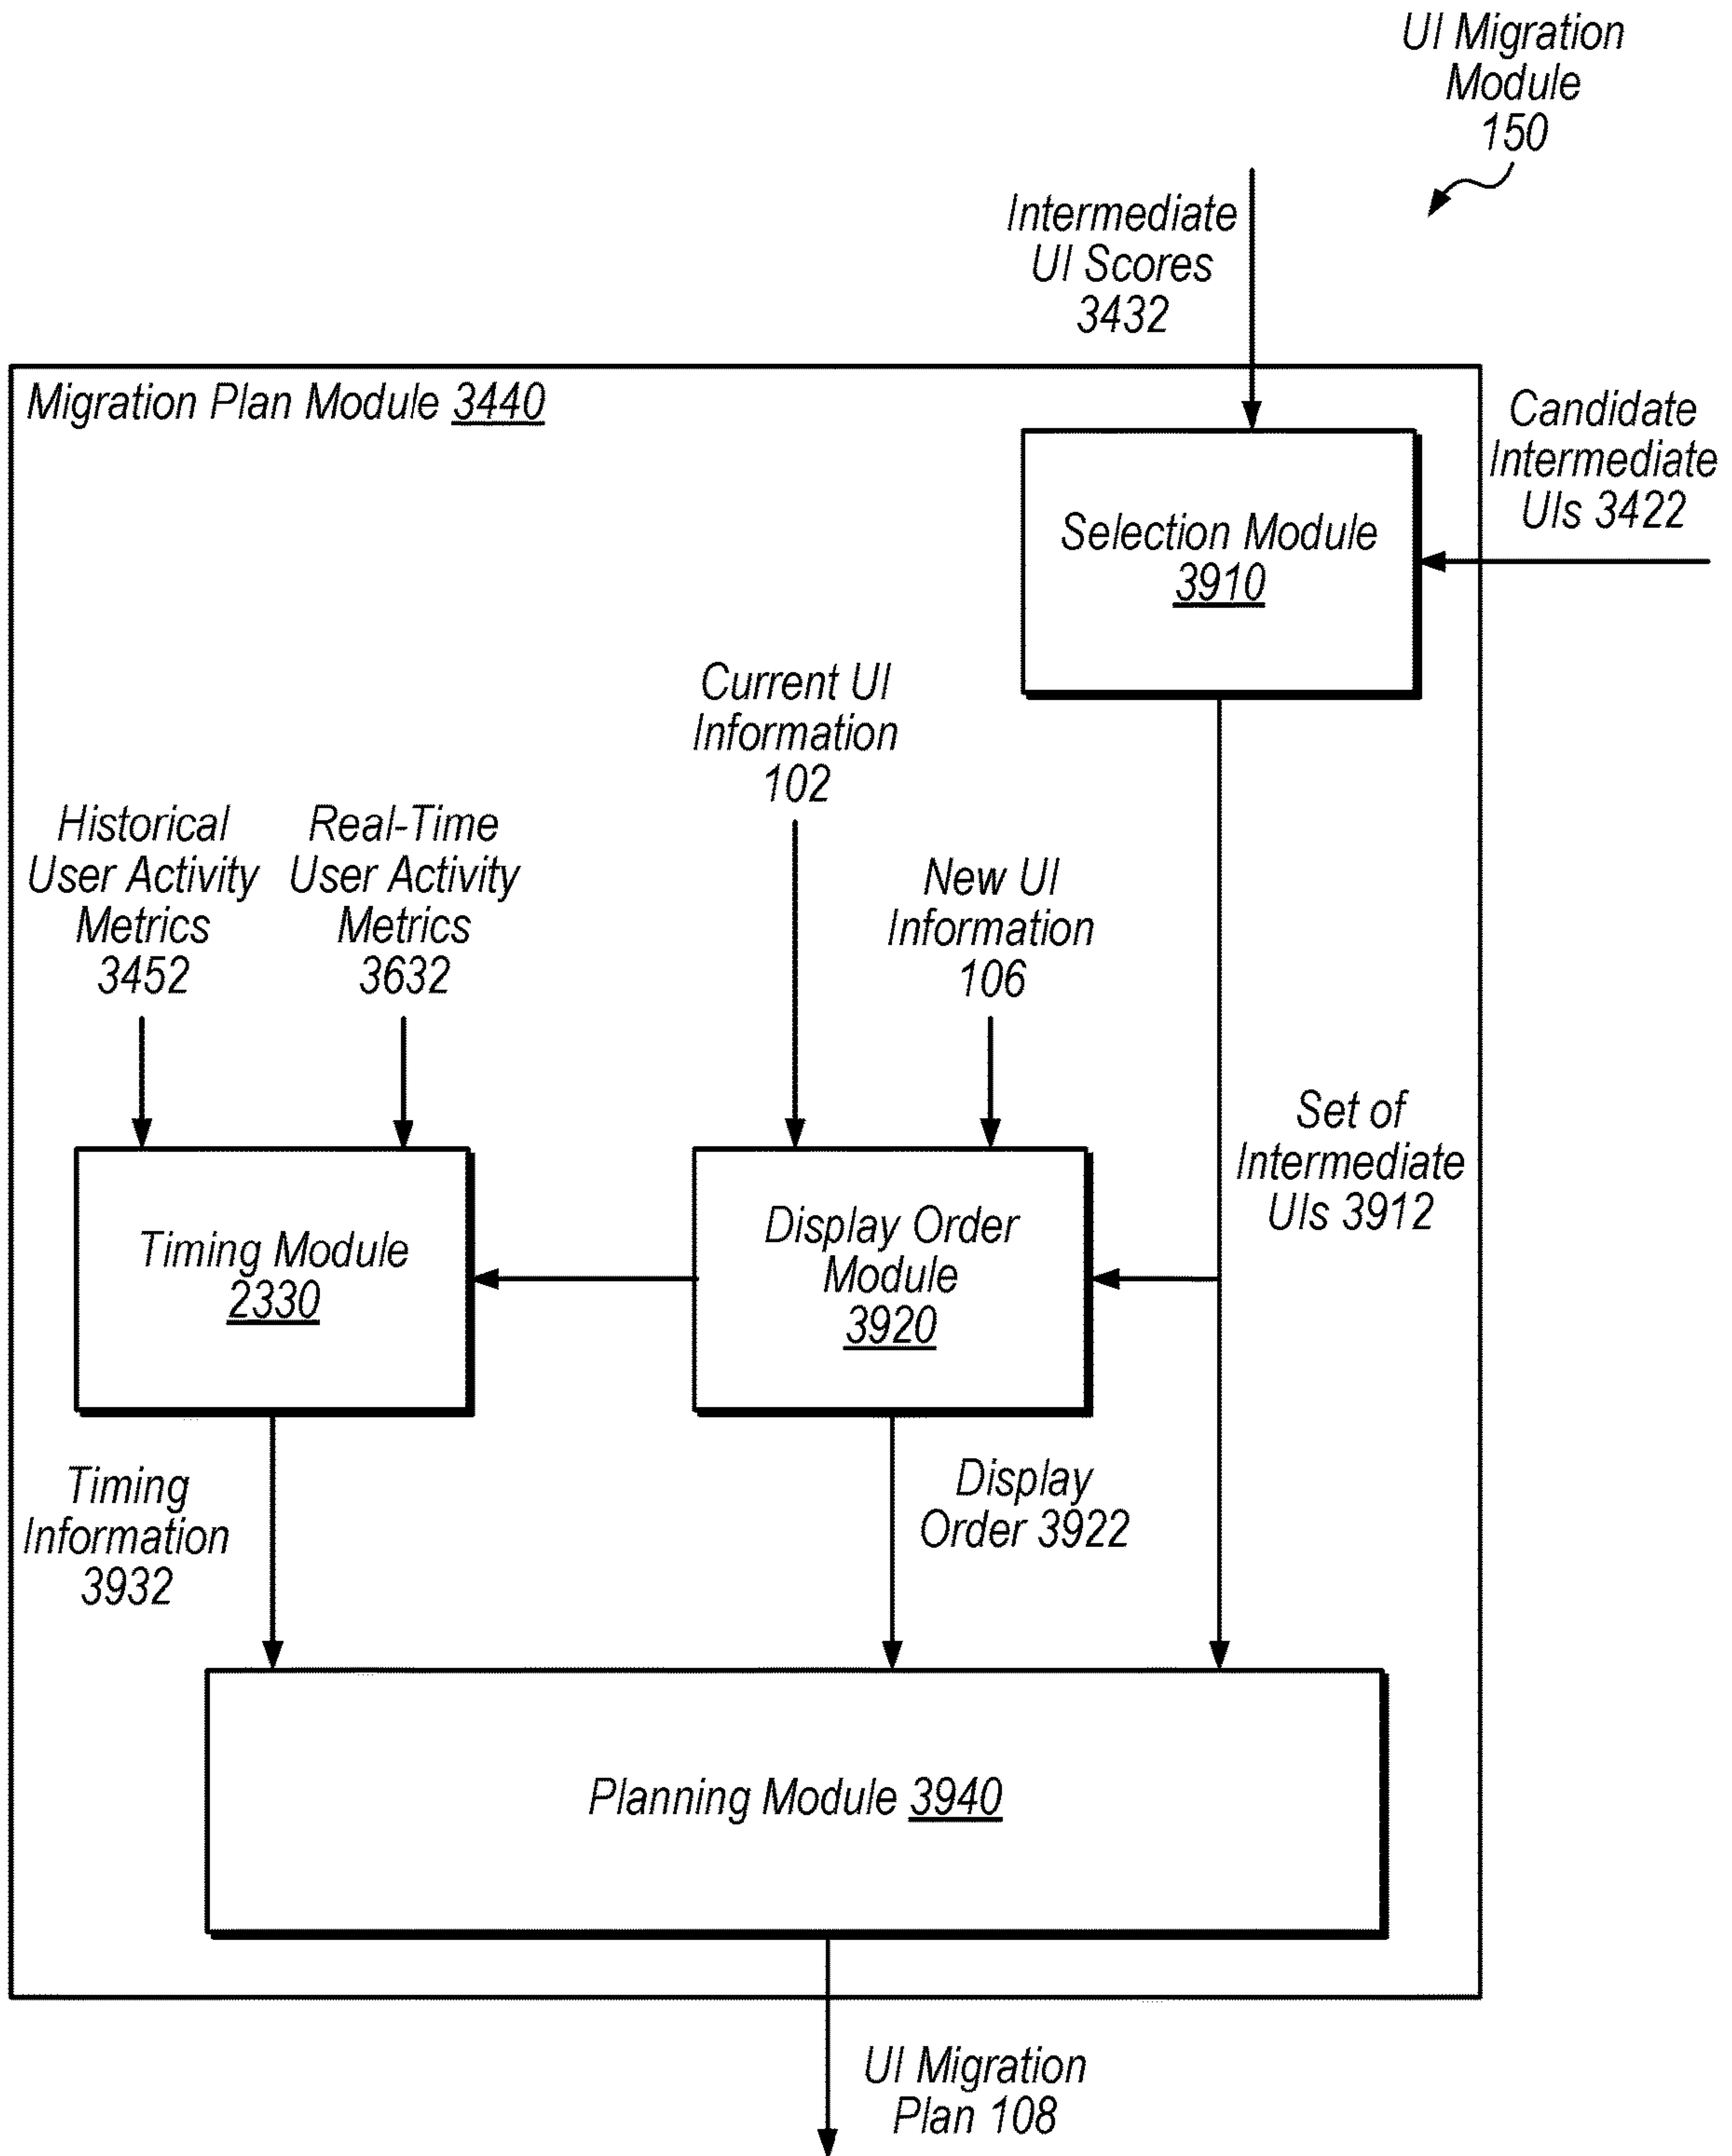 UI Migration
Module
150
Intermediate
UI Scores
3432
Migration Plan Module 3440
Candidate
Intermediate
UIs 3422
Selection Module
3910
Current UI
Information
102
Historical
User Activity
Metrics
3452
Real-Time
User Activity
Metrics
3632
New UI
Information
106
Set of
Intermediate
UIs 3912
Timing Module
2330
Display Order
Module
3920
Timing
Information
3932
Display
Order 3922
Planning Module 3940
UI Migration
Plan 108